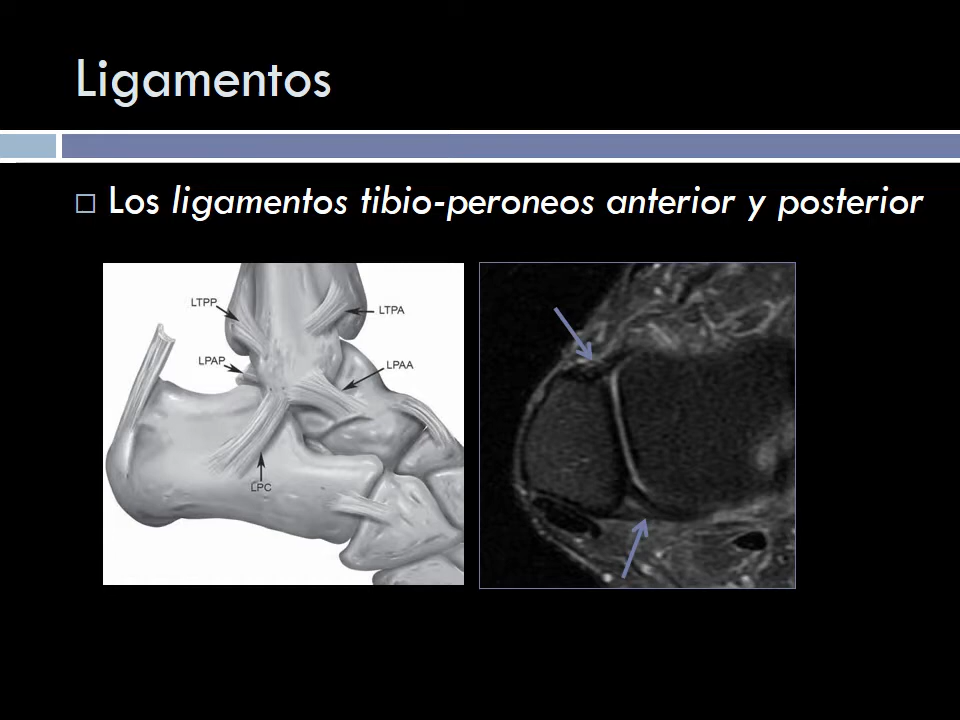 Ligamentos
Los ligamentos tibio-peroneos anterior y posterior
LTPP
LTPA
LPAP
LPAA
LPC